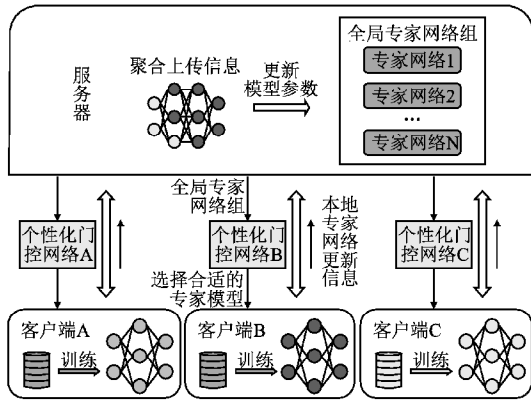 全局专家网络组
专家网络1
专家网络2
...
专家网络N
服
务
器
聚合上传信息
更新
模型参数
全局专家
网络组
个性化门
控网络A
个性化门
控网络B
本地
专家
网络
更新
信息
个性化门
控网络C
选择合适的
专家模型
客户端A
训练
客户端B
训练
客户端C
训练